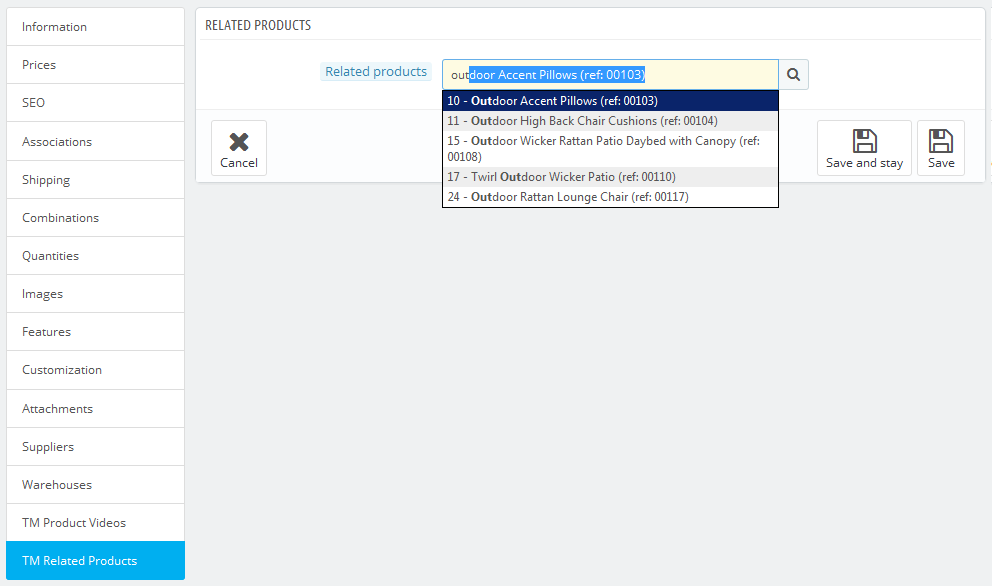 Information
Prices
SEO
Associations
Shipping
Combinations
Quantities
Images
Features
Customization
Attachments
Suppliers
Warehouses
TM Product Videos
TM Related Products
RELATED PRODUCTS
Related products
outdoor Accent Pillows (ref: 00103)
10 - Outdoor Accent Pillows (ref: 00103)
11 - Outdoor High Back Chair Cushions (ref: 00104)
15 - Outdoor Wicker Rattan Patio Daybed with Canopy (ref:
00108)
17 - Twirl Outdoor Wicker Patio (ref: 00110)
24 - Outdoor Rattan Lounge Chair (ref: 00117)
Cancel
Save and stay
Save